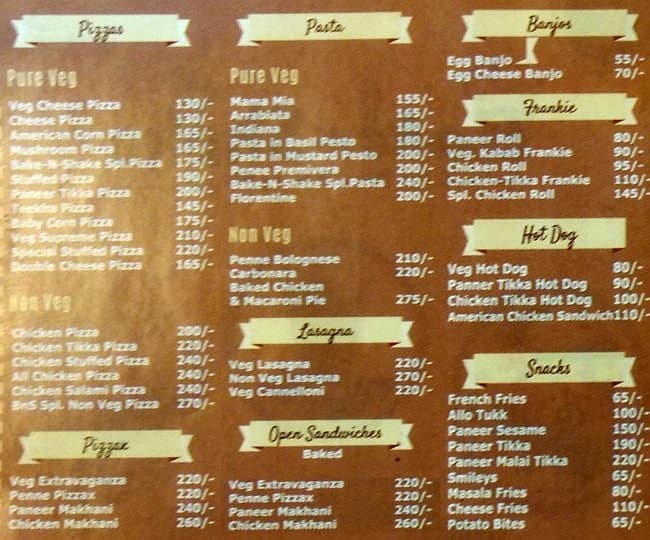 Pizzas
Pure Veg
Veg Cheese Pizza 130/-
Cheese Pizza 130/-
American Corn Pizza 165/-
Mushroom Pizza 165/-
Bake-N-Shake Spl.Pizza 175/-
Stuffed Pizza 190/-
Paneer Tikka Pizza 200/-
Teekha Pizza 145/-
Baby Corn Pizza 175/-
Veg Supreme Pizza 210/-
Special Stuffed Pizza 220/-
Double Cheese Pizza 165/-
Non Veg
Chicken Pizza 200/-
Chicken Tikka Pizza 220/-
Chicken Stuffed Pizza 240/-
All Chicken Pizza 240/-
Chicken Salami Pizza 240/-
BnS Spl. Non Veg Pizza 270/-
Pizzax
Veg Extravaganza 220/-
Penne Pizzax 220/-
Paneer Makhani 240/-
Chicken Makhani 260/-
Pasta
Pure Veg
Mama Mia 155/-
Arrabiata 165/-
Indiana 180/-
Pasta in Basil Pesto 180/-
Pasta in Mustard Pesto 200/-
Penee Premivera 200/-
Bake-N-Shake Spl.Pasta 240/-
Florentine 200/-
Non Veg
Penne Bolognese 210/-
Carbonara 220/-
Baked Chicken
& Macaroni Pie 275/-
Lasagna
Veg Lasagna 220/-
Non Veg Lasagna 270/-
Veg Cannelloni 220/-
Open Sandwiches
Baked
Veg Extravaganza 220/-
Penne Pizzax 220/-
Paneer Makhani 240/-
Chicken Makhani 260/-
Banjos
Egg Banjo 55/-
Egg Cheese Banjo 70/-
Frankie
Paneer Roll 80/-
Veg. Kabab Frankie 90/-
Chicken Roll 95/-
Chicken-Tikka Frankie 110/-
Spl. Chicken Roll 145/-
Hot Dog
Veg Hot Dog 80/-
Panner Tikka Hot Dog 90/-
Chicken Tikka Hot Dog 100/-
American Chicken Sandwich110/-
Snacks
French Fries 65/-
Allo Tukk 100/-
Paneer Sesame 150/-
Paneer Tikka 190/-
Paneer Malai Tikka 220/-
Smileys 65/-
Masala Fries 80/-
Cheese Fries 110/-
Potato Bites 65/-